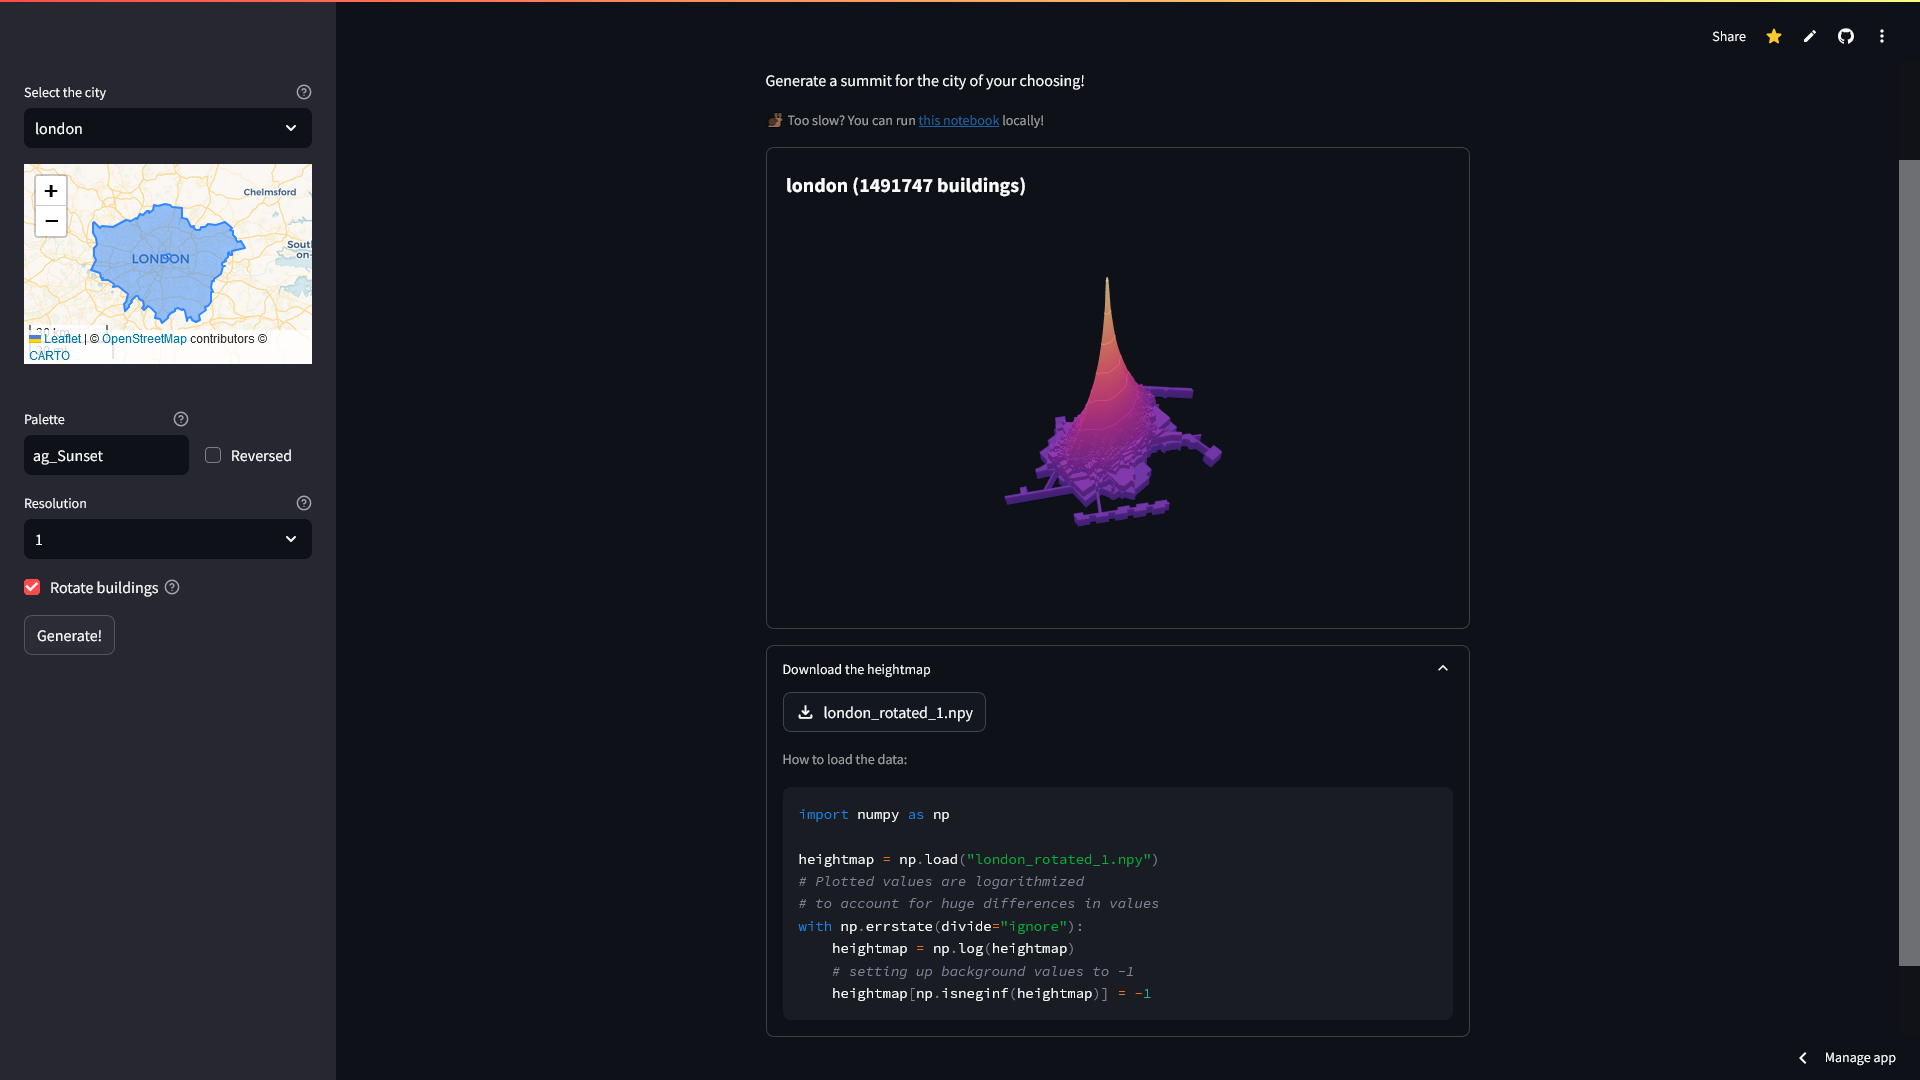 Share
Select the city
london
+
−
Chelmsford
South
on-
LONDON
Leaflet | © OpenStreetMap contributors ©
CARTO
Palette
ag_Sunset
Reversed
Resolution
1
Rotate buildings
Generate!
Generate a summit for the city of your choosing!
Too slow? You can run this notebook locally!
london (1491747 buildings)
Download the heightmap
london_rotated_1.npy
How to load the data:
import numpy as np
heightmap = np.load("london_rotated_1.npy")
# Plotted values are logarithmized
# to account for huge differences in values
with np.errstate(divide="ignore"):
    heightmap = np.log(heightmap)
    # setting up background values to -1
    heightmap[np.isneginf(heightmap)] = -1
Manage app